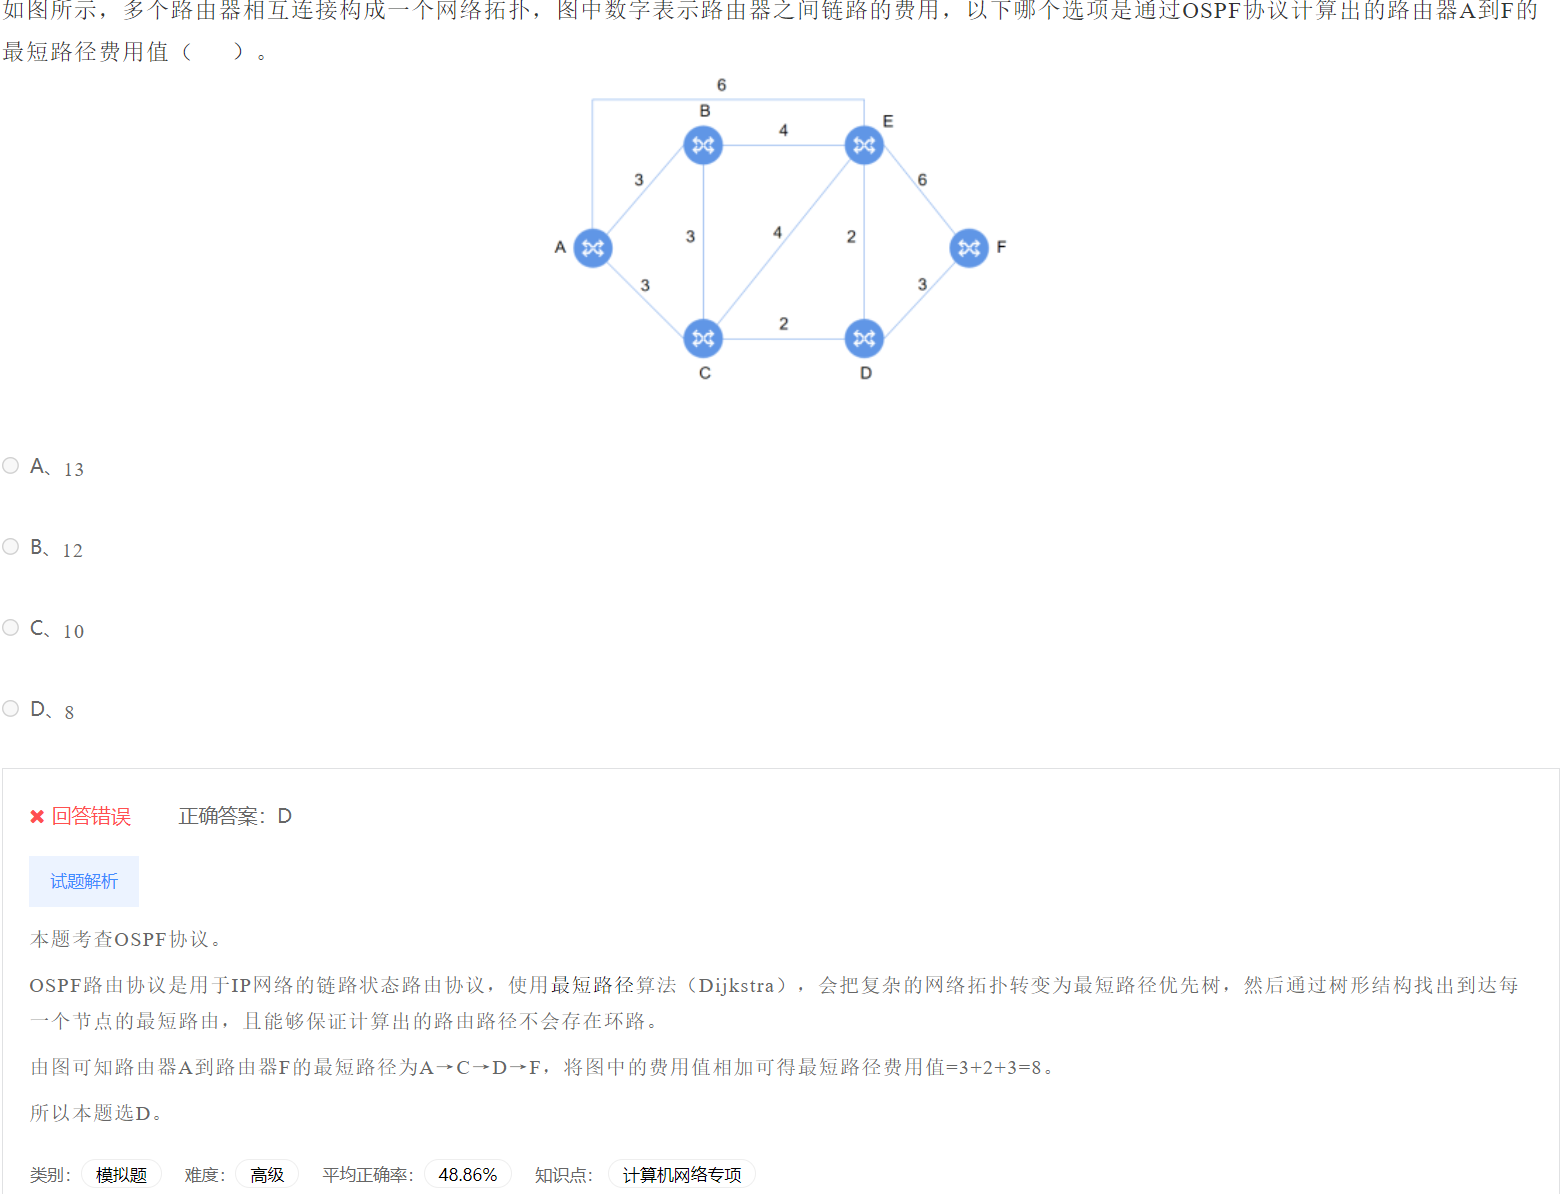 如图所示，多个路由器相互连接构成一个网络拓扑，图中数字表示路由器之间链路的费用，以下哪个选项是通过OSPF协议计算出的路由器A到F的
最短路径费用值（　　）。
6
B
E
4
3
6
A
3
4
2
F
3
3
2
C
D
A、13
B、12
C、10
D、8
回答错误 正确答案：D
试题解析
本题考查OSPF协议。
OSPF路由协议是用于IP网络的链路状态路由协议，使用最短路径算法（Dijkstra），会把复杂的网络拓扑转变为最短路径优先树，然后通过树形结构找出到达每
一个节点的最短路由，且能够保证计算出的路由路径不会存在环路。
由图可知路由器A到路由器F的最短路径为A→C→D→F，将图中的费用值相加可得最短路径费用值=3+2+3=8。
所以本题选D。
类别： 模拟题 难度： 高级 平均正确率： 48.86% 知识点： 计算机网络专项